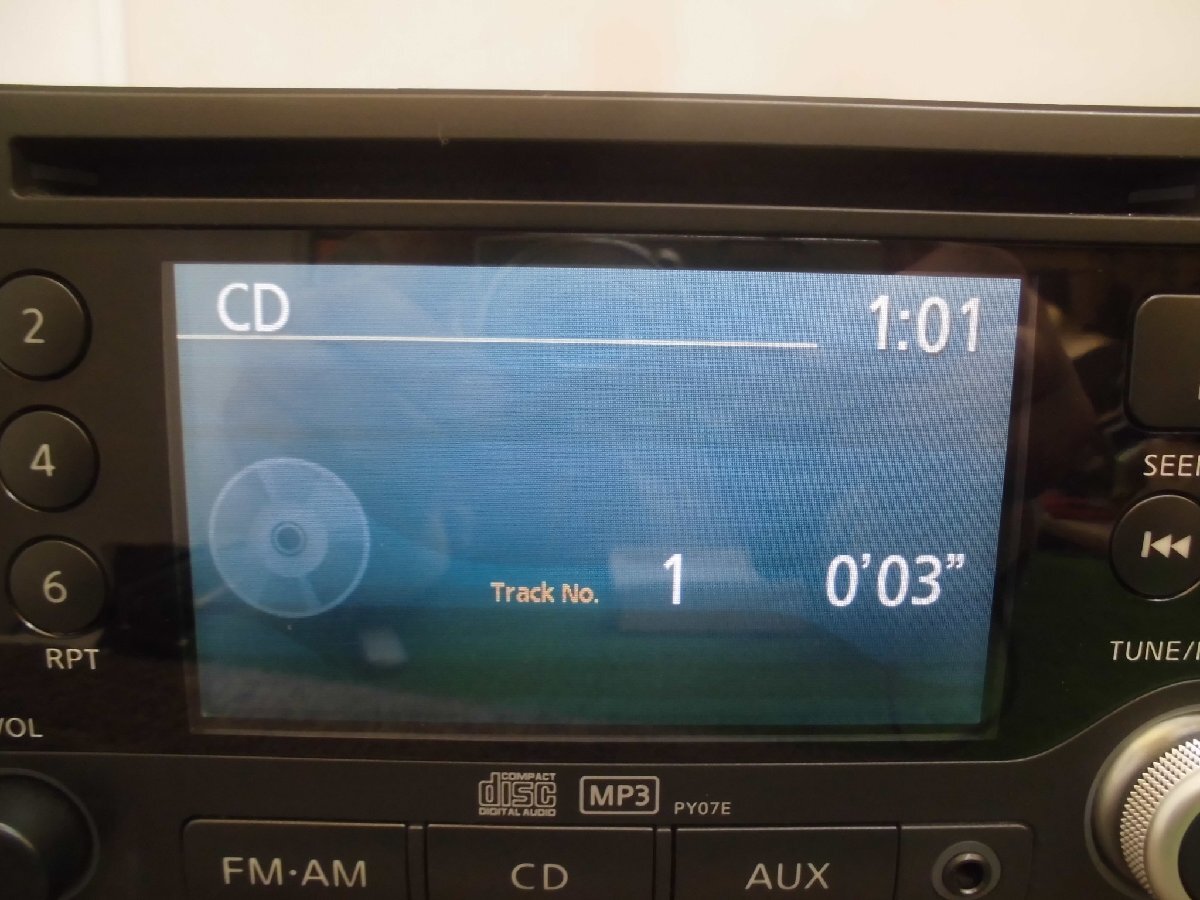 CD
1:01
2
4
6
RPT
Track No. 1 0'03"
VOL
TUNE/
COMPACT
disc
DIGITAL AUDIO
MP3
PY07E
FM·AM
CD
AUX